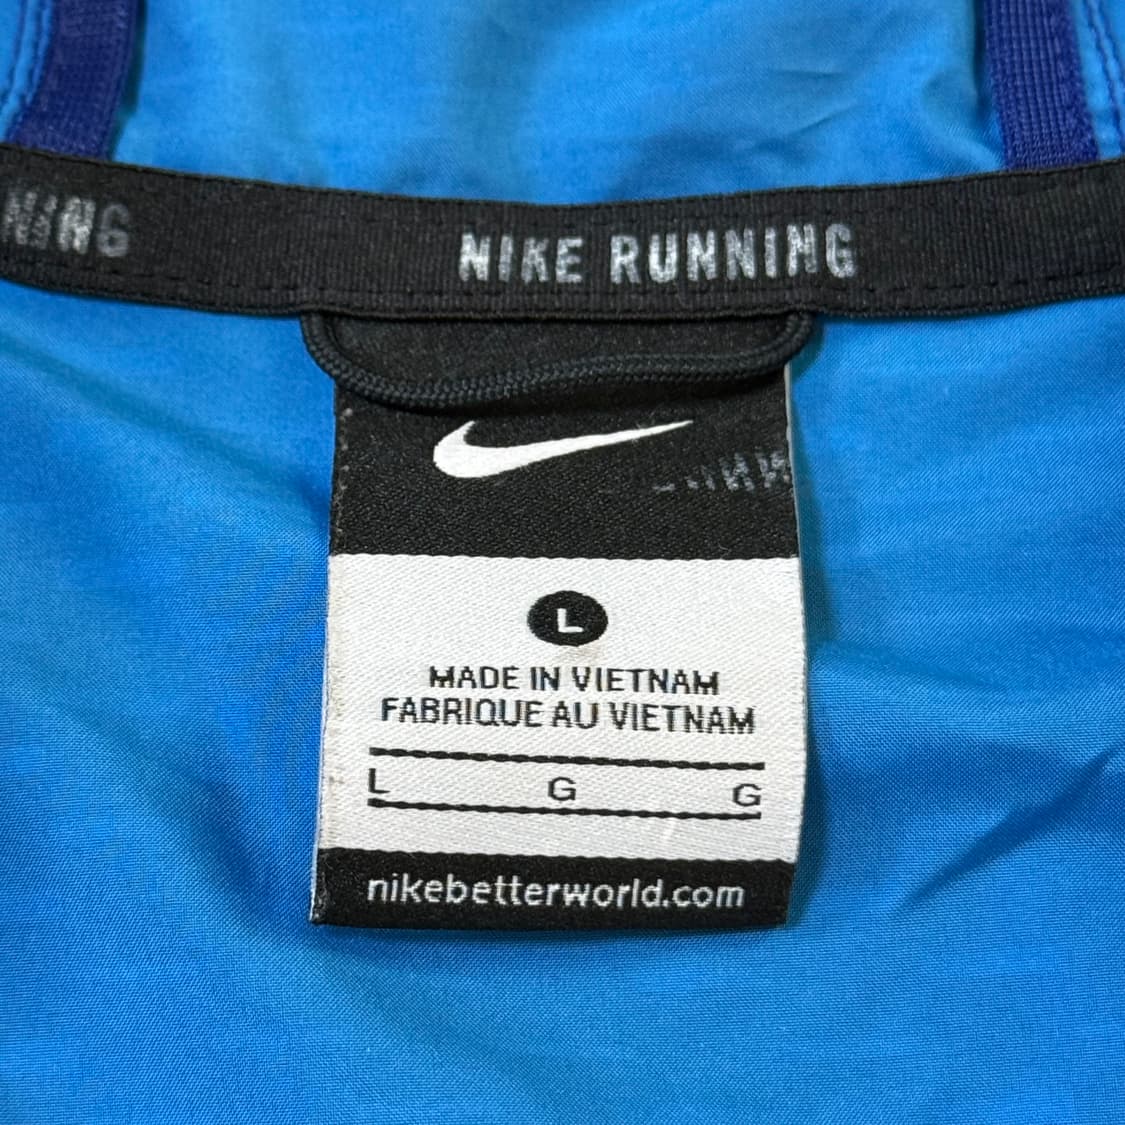 NING
NIKE RUNNING
L
MADE IN VIETNAM
FABRIQUE AU VIETNAM
L G G
nikebetterworld.com